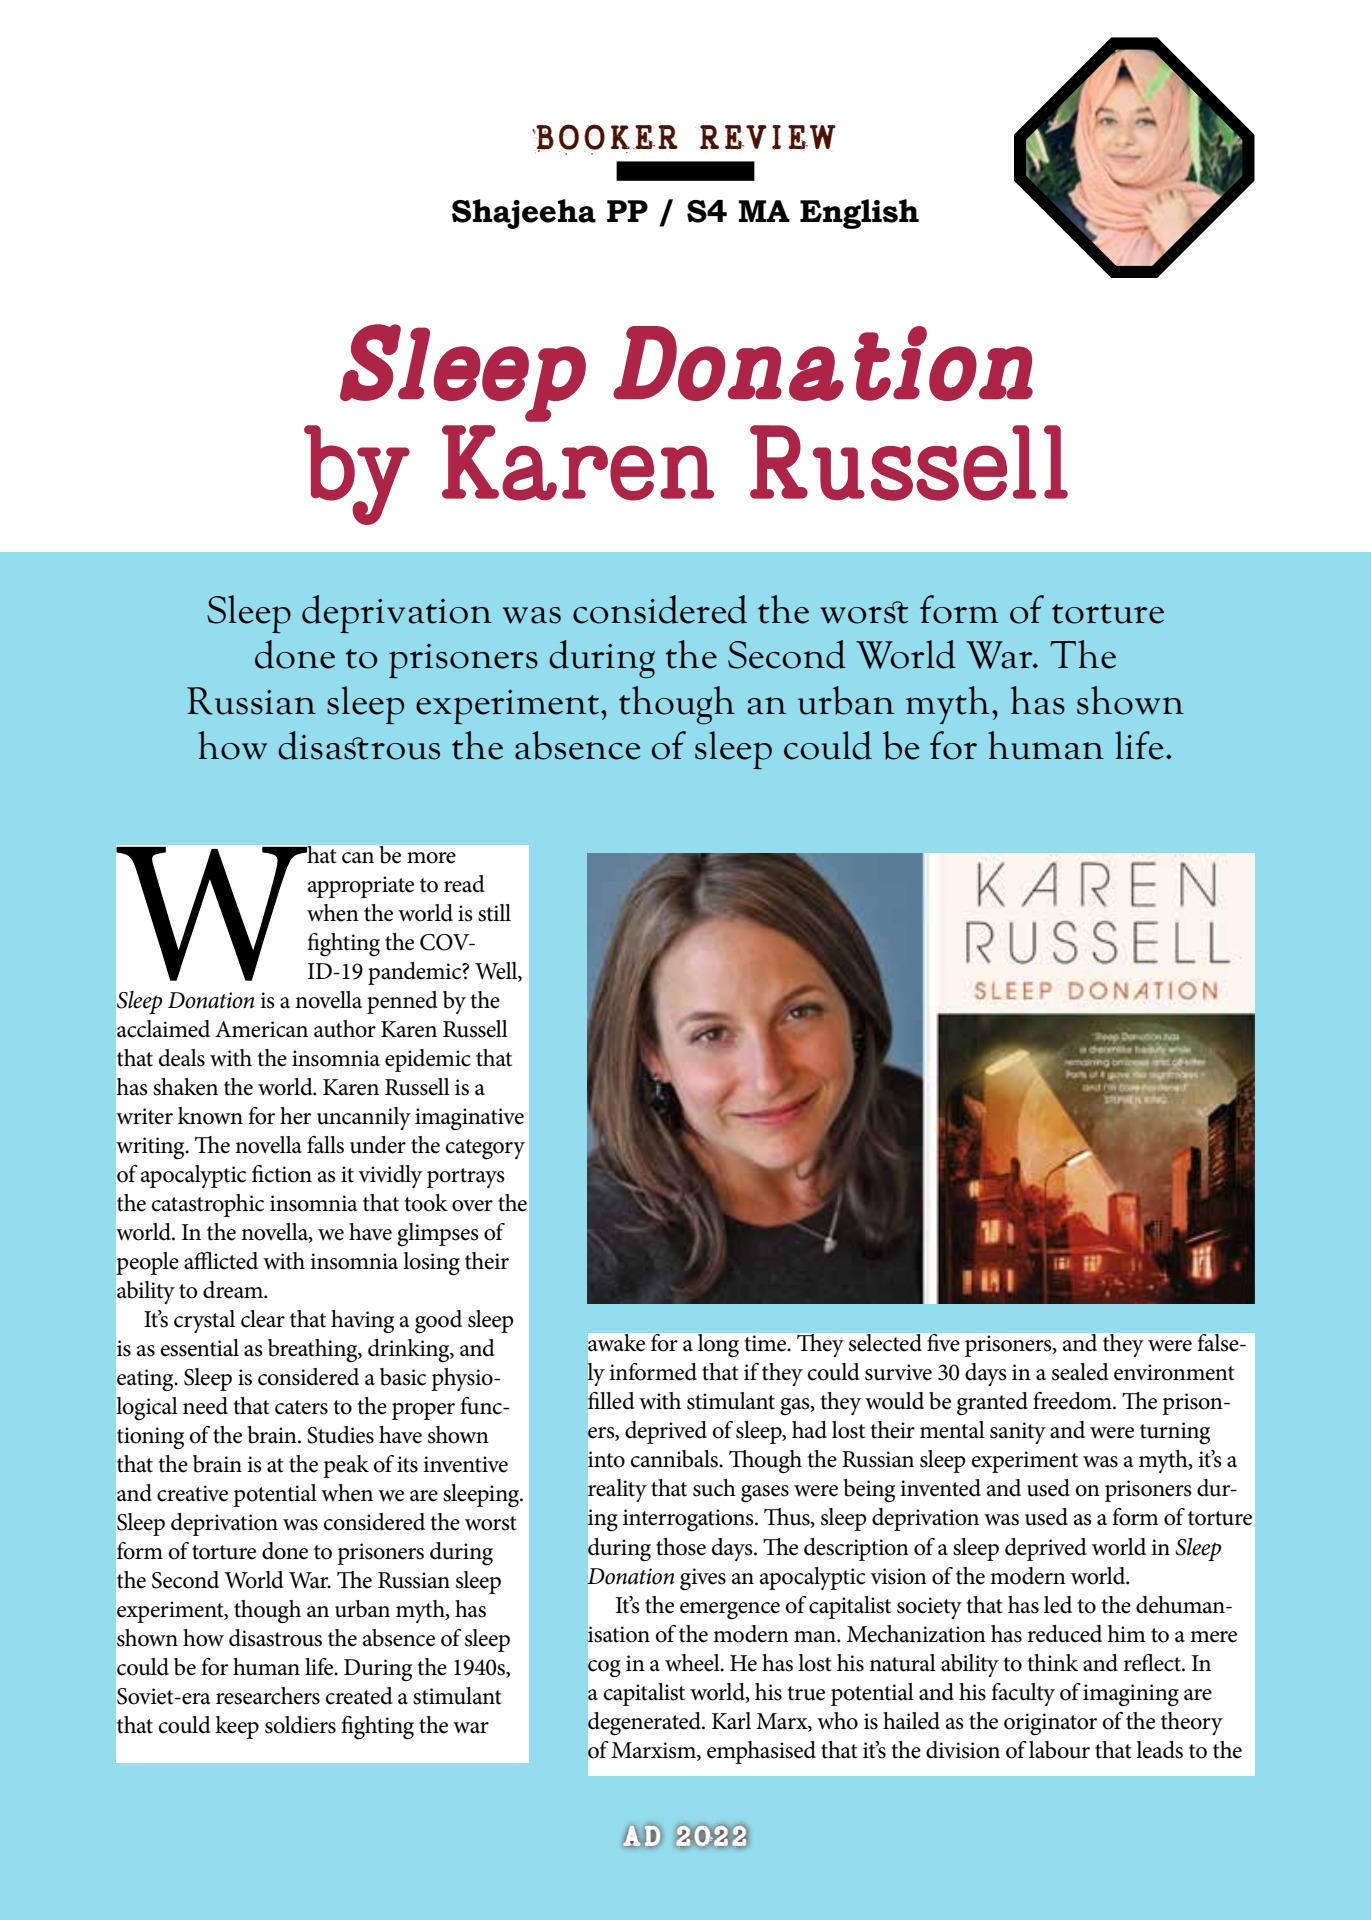 BOOKER REVIEW
Shajeeha PP / S4 MA English
Sleep Donation
by Karen Russell
Sleep deprivation was considered the worst form of torture
done to prisoners during the Second World War. The
Russian sleep experiment, though an urban myth, has shown
how disastrous the absence of sleep could be for human life.
What can be more
appropriate to read
when the world is still
fighting the COV-
ID-19 pandemic? Well,
Sleep Donation is a novella penned by the
acclaimed American author Karen Russell
that deals with the insomnia epidemic that
has shaken the world. Karen Russell is a
writer known for her uncannily imaginative
writing. The novella falls under the category
of apocalyptic fiction as it vividly portrays
the catastrophic insomnia that took over the
world. In the novella, we have glimpses of
people afflicted with insomnia losing their
ability to dream.
It's crystal clear that having a good sleep
is as essential as breathing, drinking, and
eating. Sleep is considered a basic physio-
logical need that caters to the proper func-
tioning of the brain. Studies have shown
that the brain is at the peak of its inventive
and creative potential when we are sleeping.
Sleep deprivation was considered the worst
form of torture done to prisoners during
the Second World War. The Russian sleep
experiment, though an urban myth, has
shown how disastrous the absence of sleep
could be for human life. During the 1940s,
Soviet-era researchers created a stimulant
that could keep soldiers fighting the war
KAREN
RUSSELL
SLEEP DONATION
"Sleep Donation has
a dreamlike beauty while
remaining ominous and off-kilter
Parts of it gave me nightmares –
and I'm case-hardened"
STEPHEN KING
awake for a long time. They selected five prisoners, and they were false-
ly informed that if they could survive 30 days in a sealed environment
filled with stimulant gas, they would be granted freedom. The prison-
ers, deprived of sleep, had lost their mental sanity and were turning
into cannibals. Though the Russian sleep experiment was a myth, it's a
reality that such gases were being invented and used on prisoners dur-
ing interrogations. Thus, sleep deprivation was used as a form of torture
during those days. The description of a sleep deprived world in Sleep
Donation gives an apocalyptic vision of the modern world.
It's the emergence of capitalist society that has led to the dehuman-
isation of the modern man. Mechanization has reduced him to a mere
cog in a wheel. He has lost his natural ability to think and reflect. In
a capitalist world, his true potential and his faculty of imagining are
degenerated. Karl Marx, who is hailed as the originator of the theory
of Marxism, emphasised that it's the division of labour that leads to the
AD 2022